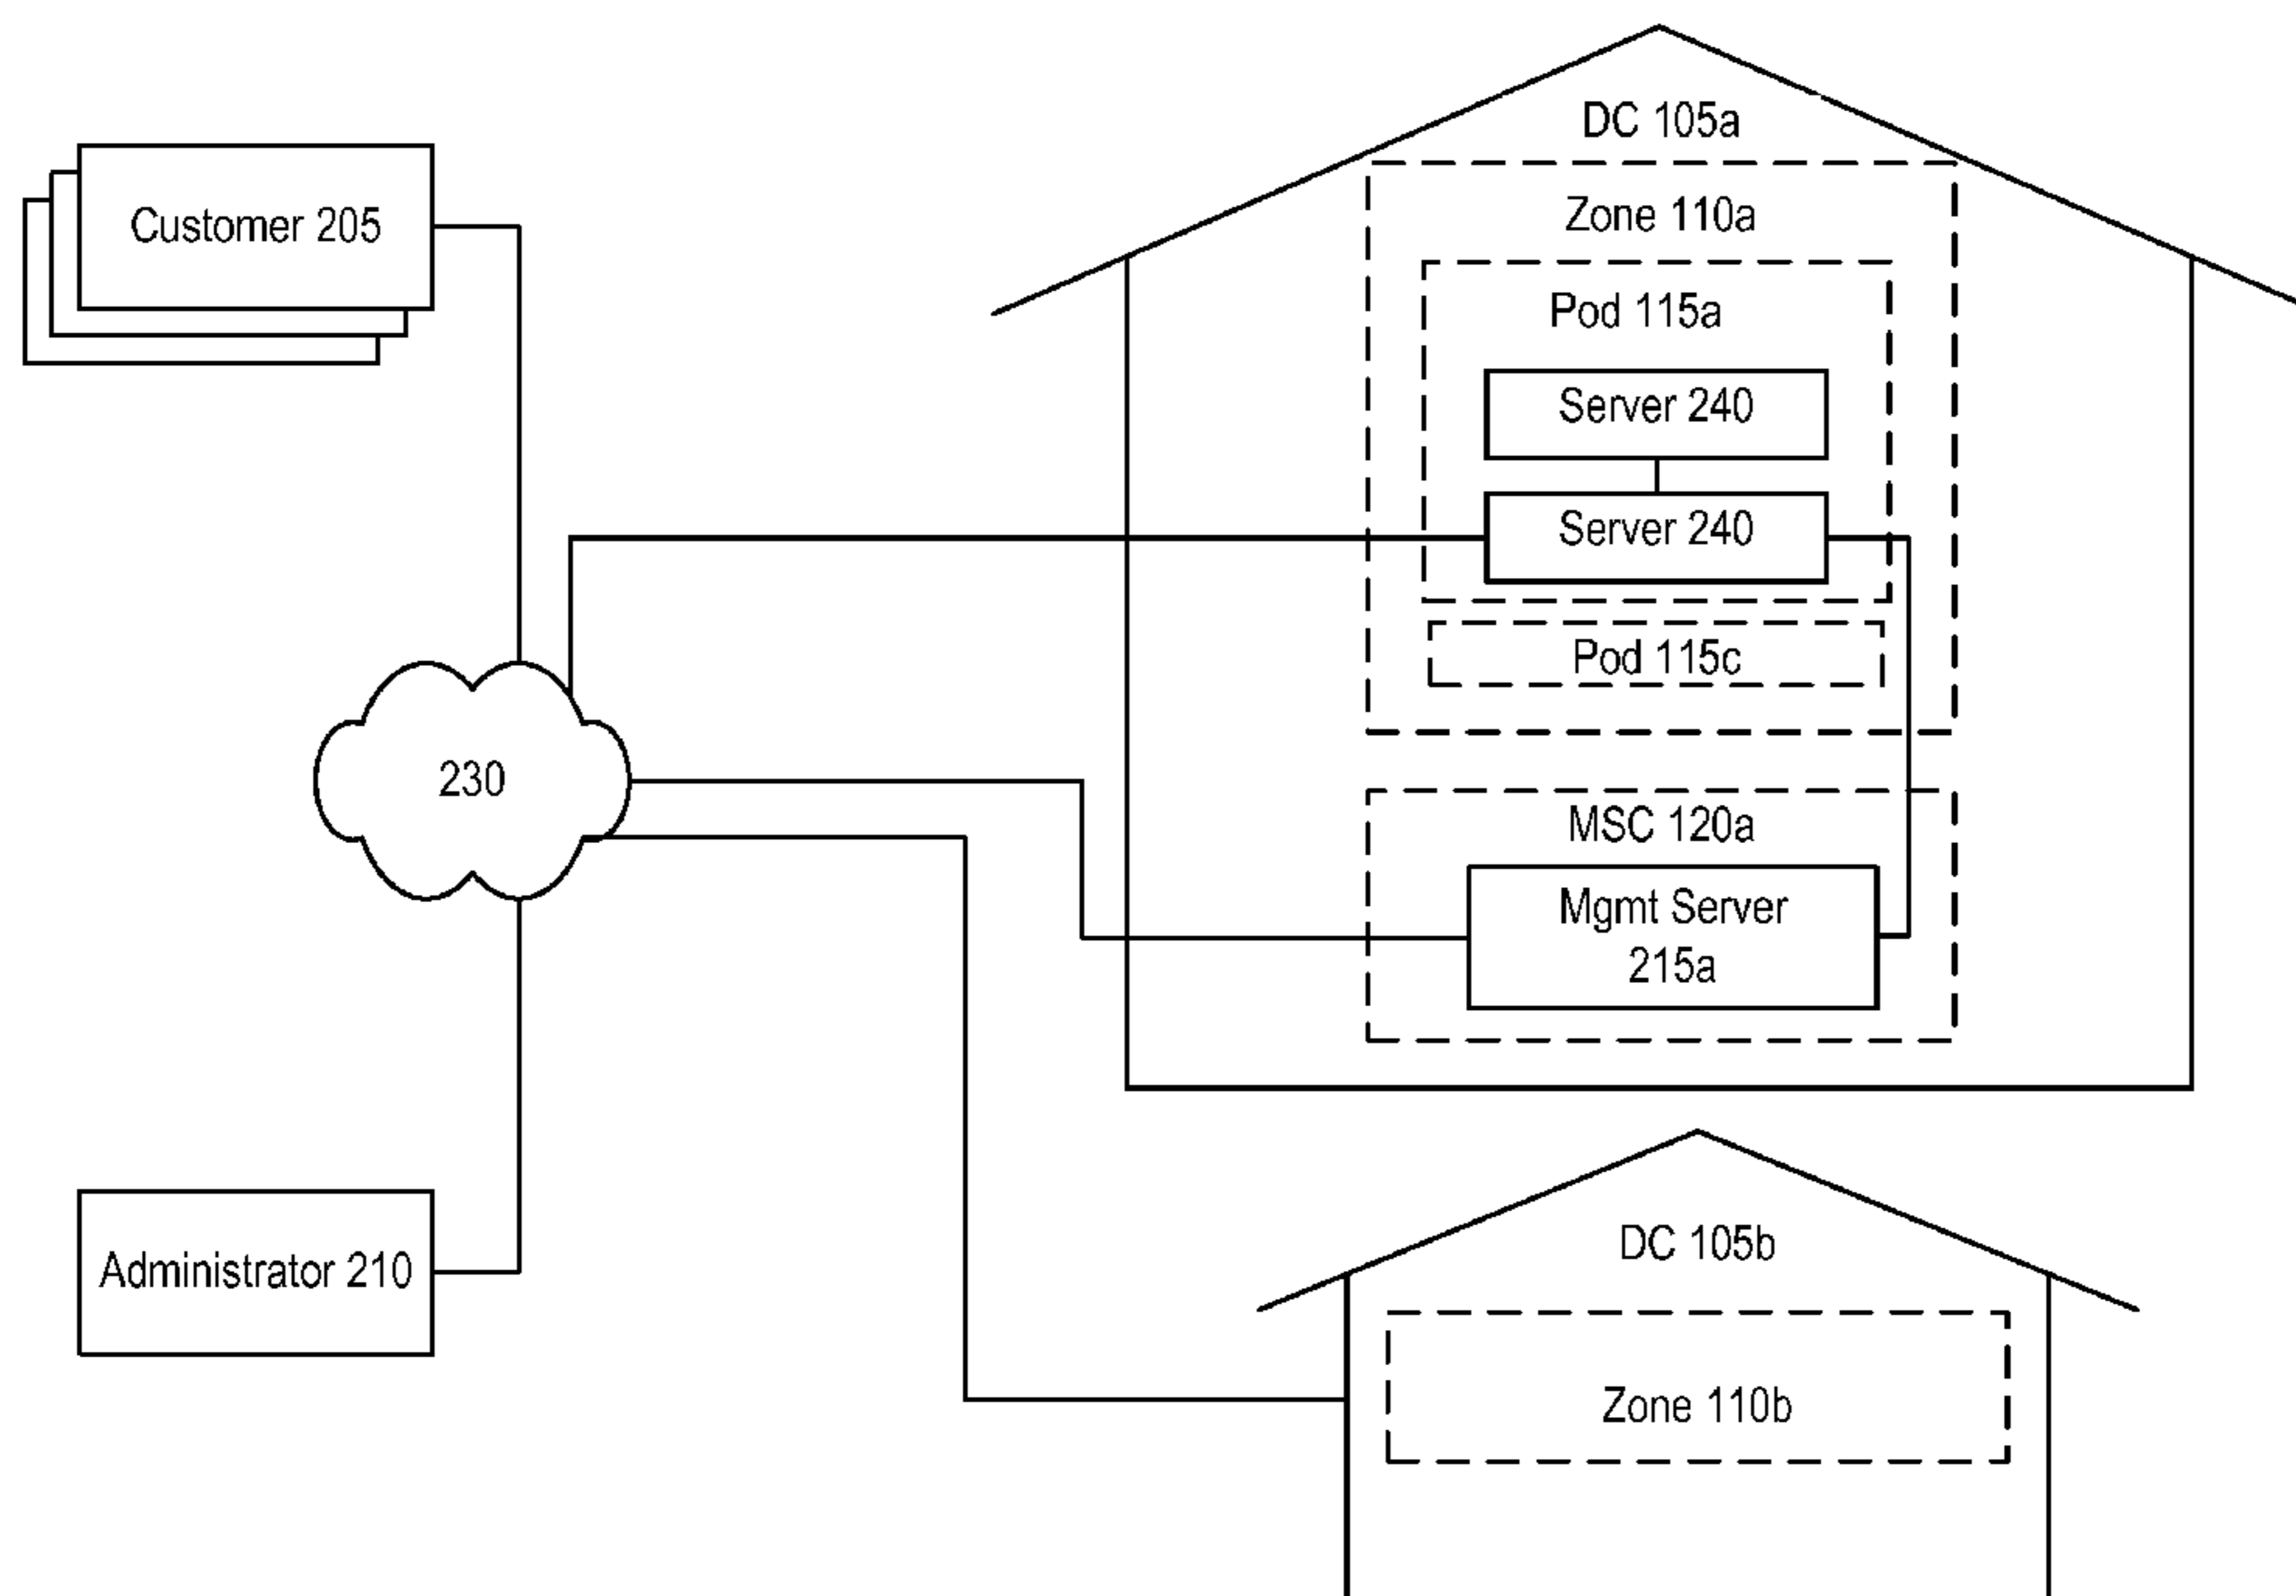 Customer 205
DC 105a
Zone 110a
Pod 115a
Server 240
Server 240
Pod 115c
230
MSC 120a
Mgmt Server
215a
Administrator 210
DC 105b
Zone 110b